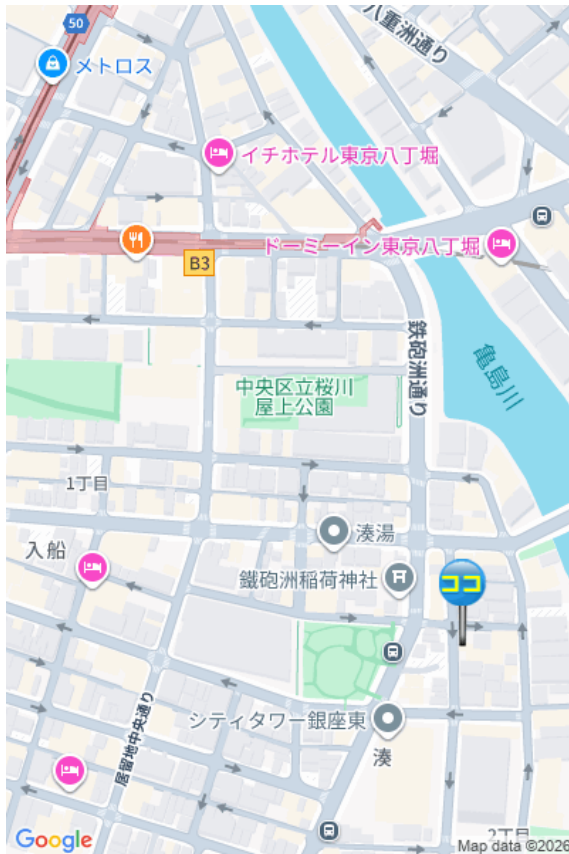 50
八重洲通り
メトロス
イチホテル東京八丁堀
ドーミーイン東京八丁堀
B3
鉄砲洲通り
亀島川
中央区立桜川
屋上公園
1丁目
湊湯
入船
鐵砲洲稲荷神社
ココ
居留地中央通り
シティタワー銀座東
湊
2丁目
Google
Map data ©2026